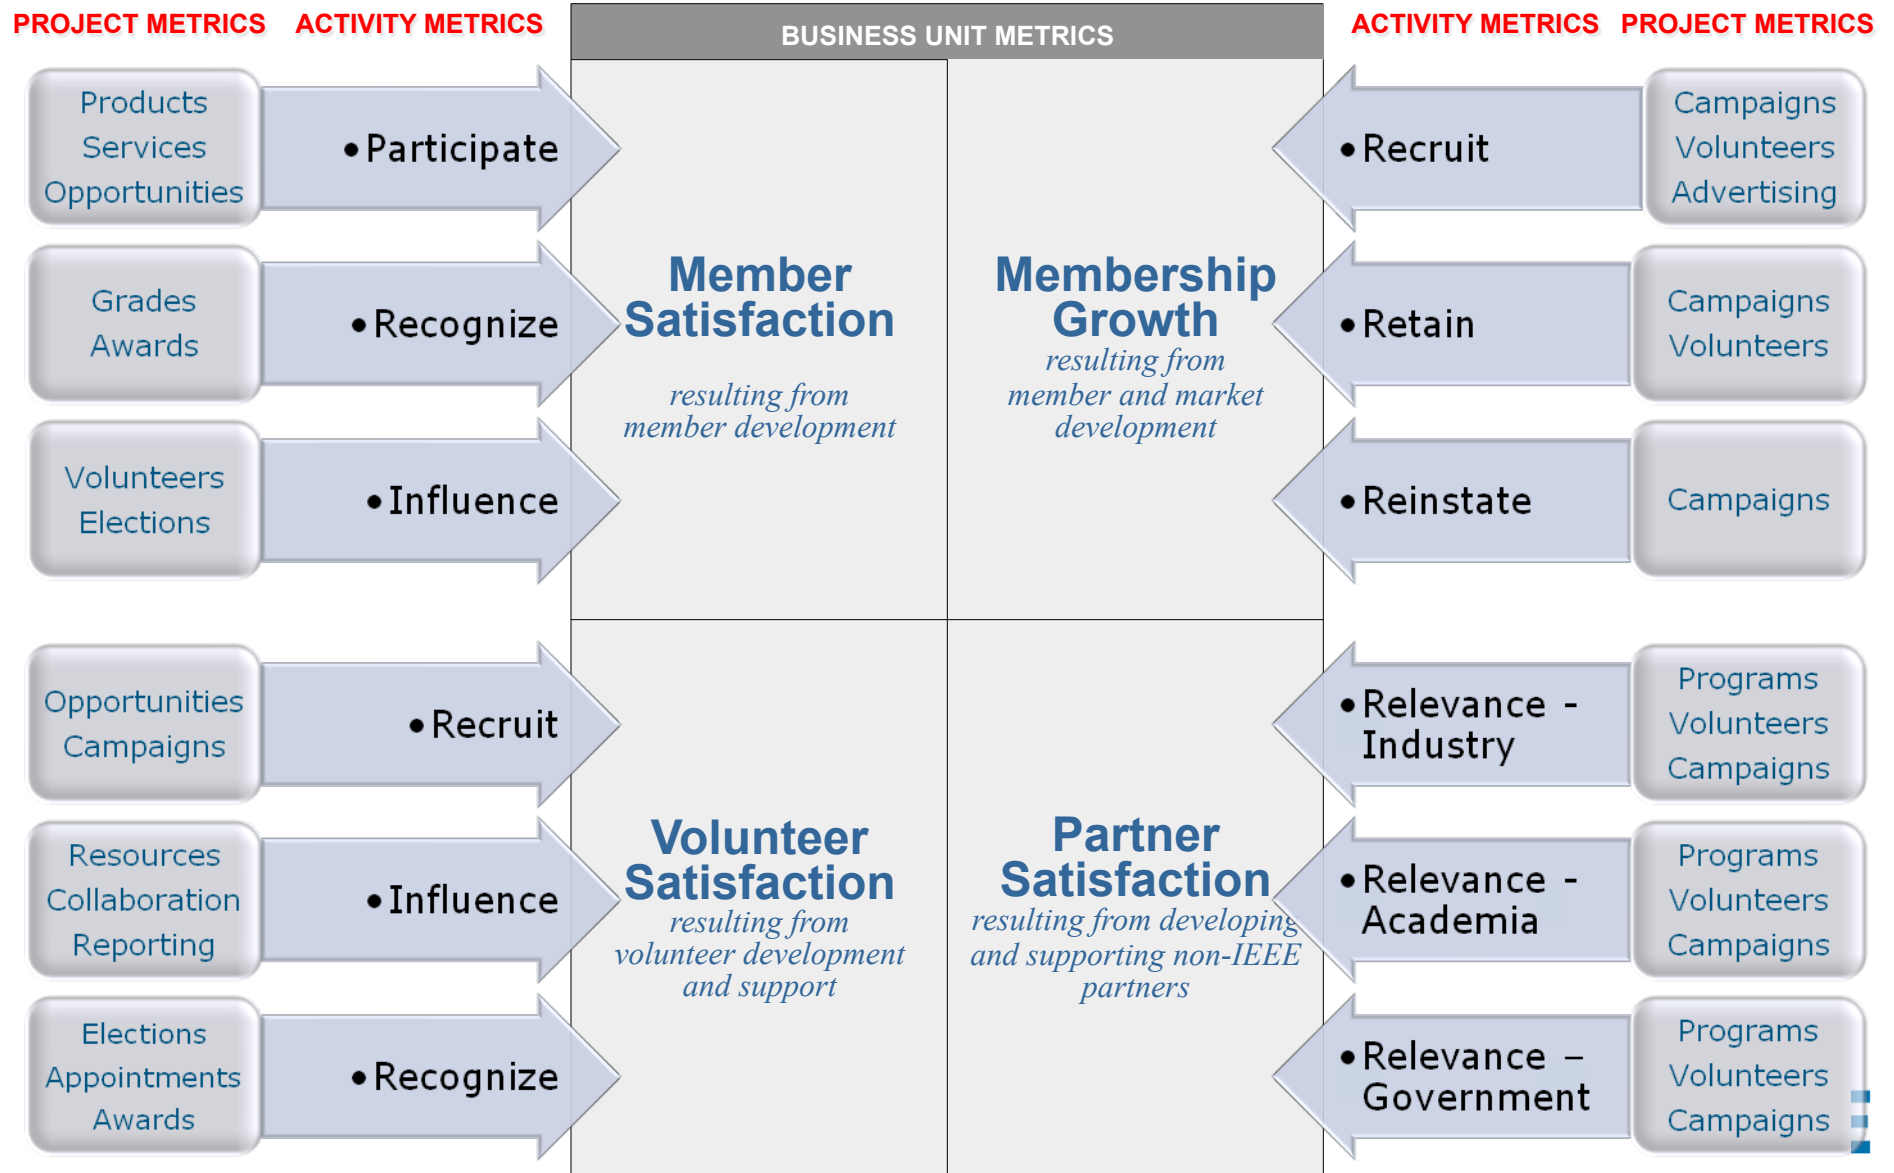 PROJECT METRICS
ACTIVITY METRICS
BUSINESS UNIT METRICS
ACTIVITY METRICS
PROJECT METRICS
Products
Services
Opportunities
•Participate
Grades
Awards
•Recognize
Volunteers
Elections
•Influence
Member
Satisfaction
resulting from
member development
Membership
Growth
resulting from
member and market
development
•Recruit
Campaigns
Volunteers
Advertising
•Retain
Campaigns
Volunteers
•Reinstate
Campaigns
Opportunities
Campaigns
•Recruit
Resources
Collaboration
Reporting
•Influence
Elections
Appointments
Awards
•Recognize
Volunteer
Satisfaction
resulting from
volunteer development
and support
Partner
Satisfaction
resulting from developing
and supporting non-IEEE
partners
•Relevance -
Industry
Programs
Volunteers
Campaigns
•Relevance -
Academia
Programs
Volunteers
Campaigns
•Relevance –
Government
Programs
Volunteers
Campaigns